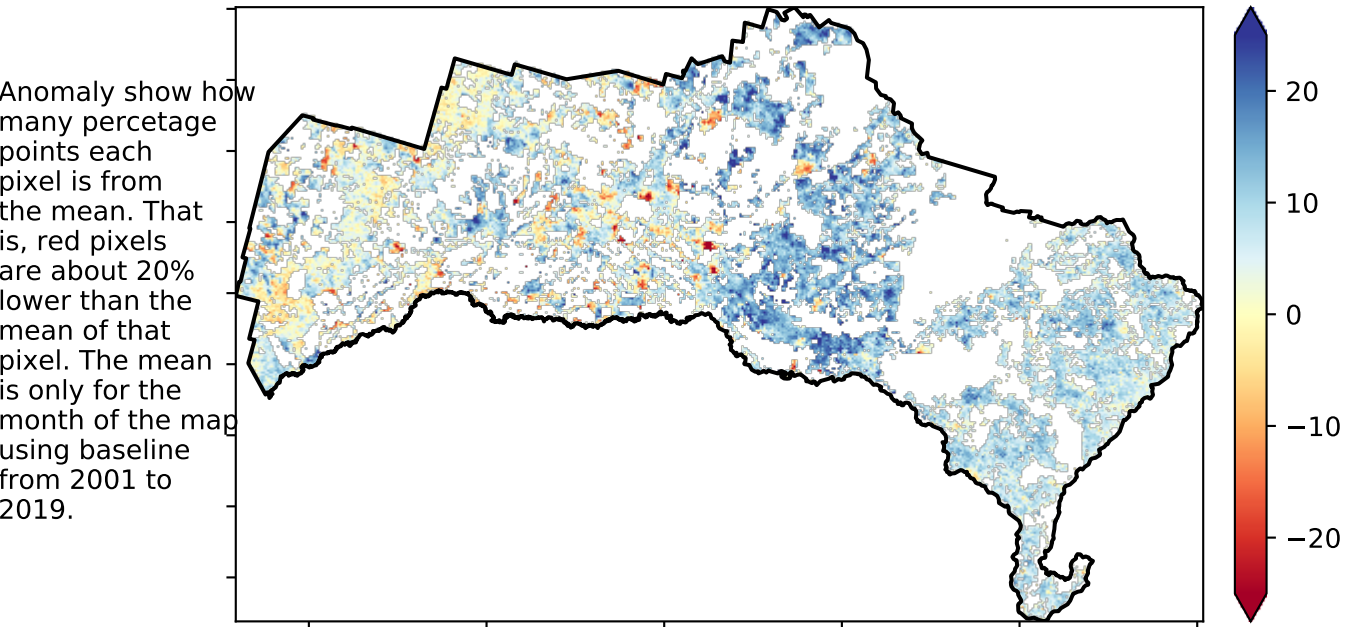 Anomaly show how
many percetage
points each
pixel is from
the mean. That
is, red pixels
are about 20%
lower than the
mean of that
pixel. The mean
is only for the
month of the map
using baseline
from 2001 to
2019.
20
10
0
−10
−20